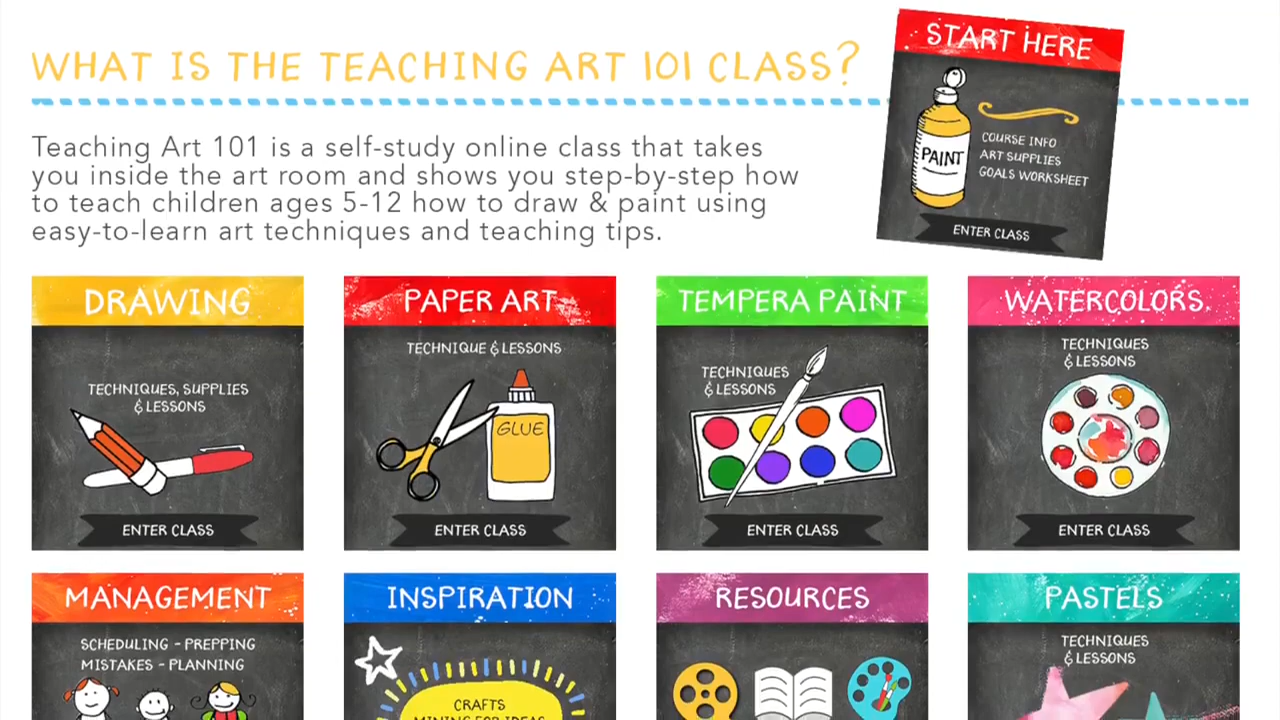 WHAT IS THE TEACHING ART 101 CLASS?
Teaching Art 101 is a self-study online class that takes
you inside the art room and shows you step-by-step how
to teach children ages 5-12 how to draw & paint using
easy-to-learn art techniques and teaching tips.
START HERE
PAINT
COURSE INFO
ART SUPPLIES
GOALS WORKSHEET
ENTER CLASS
DRAWING
TECHNIQUES, SUPPLIES
& LESSONS
ENTER CLASS
PAPER ART
TECHNIQUE & LESSONS
GLUE
ENTER CLASS
TEMPERA PAINT
TECHNIQUES
& LESSONS
ENTER CLASS
WATERCOLORS
TECHNIQUES
& LESSONS
ENTER CLASS
MANAGEMENT
SCHEDULING - PREPPING
MISTAKES - PLANNING
INSPIRATION
CRAFTS
MINING FOR IDEAS
RESOURCES
PASTELS
TECHNIQUES
& LESSONS